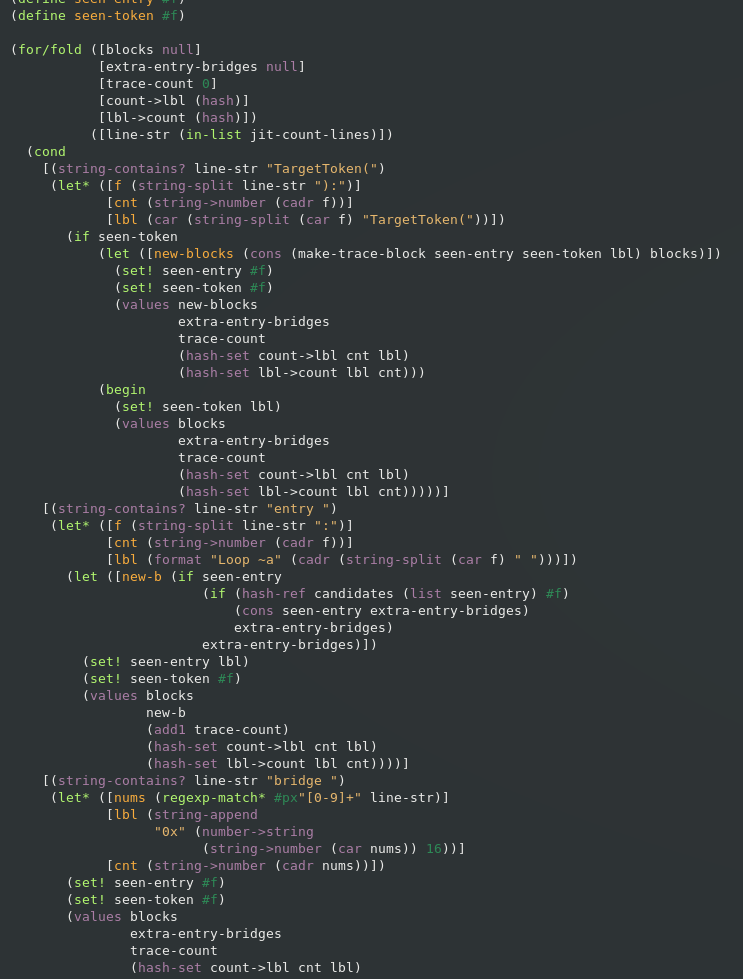 (define seen-entry #f)
(define seen-token #f)

(for/fold ([blocks null]
           [extra-entry-bridges null]
           [trace-count 0]
           [count->lbl (hash)]
           [lbl->count (hash)])
          ([line-str (in-list jit-count-lines)])
  (cond
    [(string-contains? line-str "TargetToken(")
     (let* ([f (string-split line-str "):")]
            [cnt (string->number (cadr f))]
            [lbl (car (string-split (car f) "TargetToken("))])
       (if seen-token
           (let ([new-blocks (cons (make-trace-block seen-entry seen-token lbl) blocks)])
             (set! seen-entry #f)
             (set! seen-token #f)
             (values new-blocks
                     extra-entry-bridges
                     trace-count
                     (hash-set count->lbl cnt lbl)
                     (hash-set lbl->count lbl cnt)))
           (begin
             (set! seen-token lbl)
             (values blocks
                     extra-entry-bridges
                     trace-count
                     (hash-set count->lbl cnt lbl)
                     (hash-set lbl->count lbl cnt)))))]
    [(string-contains? line-str "entry ")
     (let* ([f (string-split line-str ":")]
            [cnt (string->number (cadr f))]
            [lbl (format "Loop ~a" (cadr (string-split (car f) " ")))])
       (let ([new-b (if seen-entry
                        (if (hash-ref candidates (list seen-entry) #f)
                            (cons seen-entry extra-entry-bridges)
                            extra-entry-bridges)
                        extra-entry-bridges)])
         (set! seen-entry lbl)
         (set! seen-token #f)
         (values blocks
                 new-b
                 (add1 trace-count)
                 (hash-set count->lbl cnt lbl)
                 (hash-set lbl->count lbl cnt))))]
    [(string-contains? line-str "bridge ")
     (let* ([nums (regexp-match* #px"[0-9]+" line-str)]
            [lbl (string-append
                  "0x" (number->string
                        (string->number (car nums)) 16))]
            [cnt (string->number (cadr nums))])
       (set! seen-entry #f)
       (set! seen-token #f)
       (values blocks
               extra-entry-bridges
               trace-count
               (hash-set count->lbl cnt lbl)